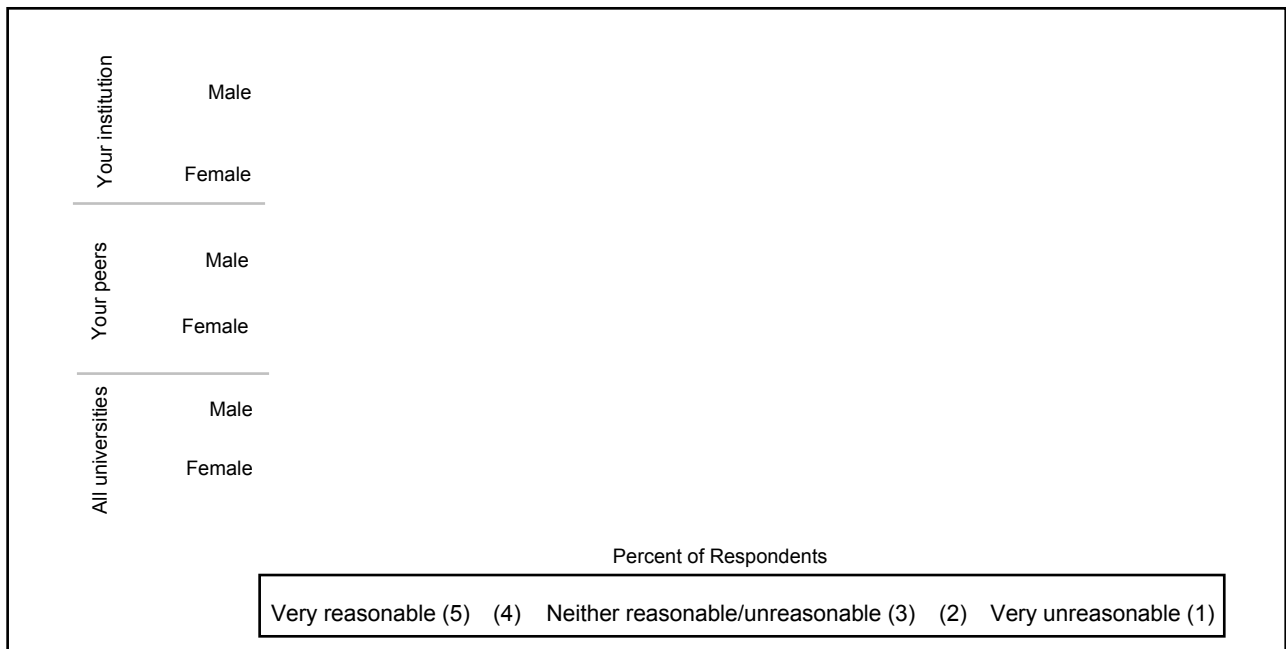 Your institution
Male
Female
Your peers
Male
Female
All universities
Male
Female
Percent of Respondents
Very reasonable (5) (4) Neither reasonable/unreasonable (3) (2) Very unreasonable (1)